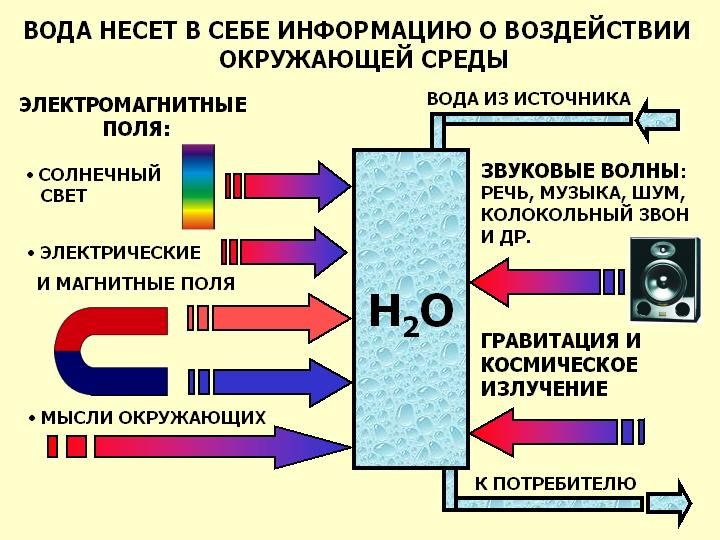 ВОДА НЕСЕТ В СЕБЕ ИНФОРМАЦИЮ О ВОЗДЕЙСТВИИ
ОКРУЖАЮЩЕЙ СРЕДЫ
ЭЛЕКТРОМАГНИТНЫЕ
ПОЛЯ:
• СОЛНЕЧНЫЙ
СВЕТ
• ЭЛЕКТРИЧЕСКИЕ
И МАГНИТНЫЕ ПОЛЯ
• МЫСЛИ ОКРУЖАЮЩИХ
H₂O
ВОДА ИЗ ИСТОЧНИКА
ЗВУКОВЫЕ ВОЛНЫ:
РЕЧЬ, МУЗЫКА, ШУМ,
КОЛОКОЛЬНЫЙ ЗВОН
И ДР.
ГРАВИТАЦИЯ И
КОСМИЧЕСКОЕ
ИЗЛУЧЕНИЕ
К ПОТРЕБИТЕЛЮ